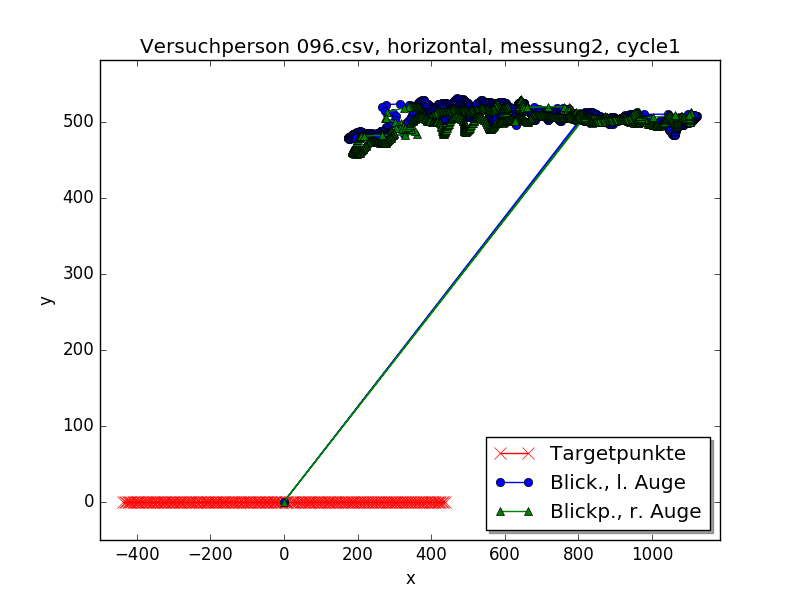 Versuchperson 096.csv, horizontal, messung2, cycle1
500
400
300
200
100
0
y
−400 −200 0 200 400 600 800 1000
x
Targetpunkte
Blick., l. Auge
Blickp., r. Auge